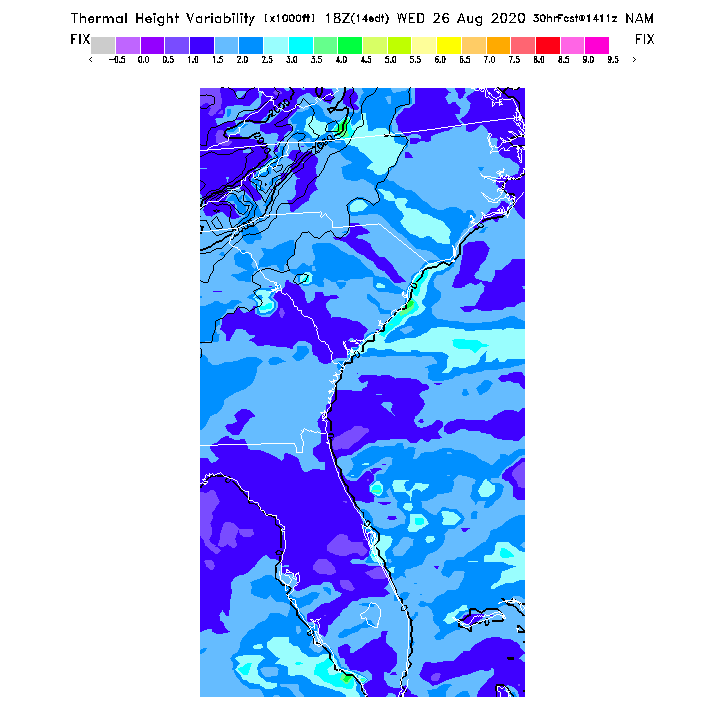 Thermal Height Variability [x1000ft] 18Z(14edt) WED 26 Aug 2020 30hrFcst@1411z NAM
FIX FIX
< -0.5 0.0 0.5 1.0 1.5 2.0 2.5 3.0 3.5 4.0 4.5 5.0 5.5 6.0 6.5 7.0 7.5 8.0 8.5 9.0 9.5 >